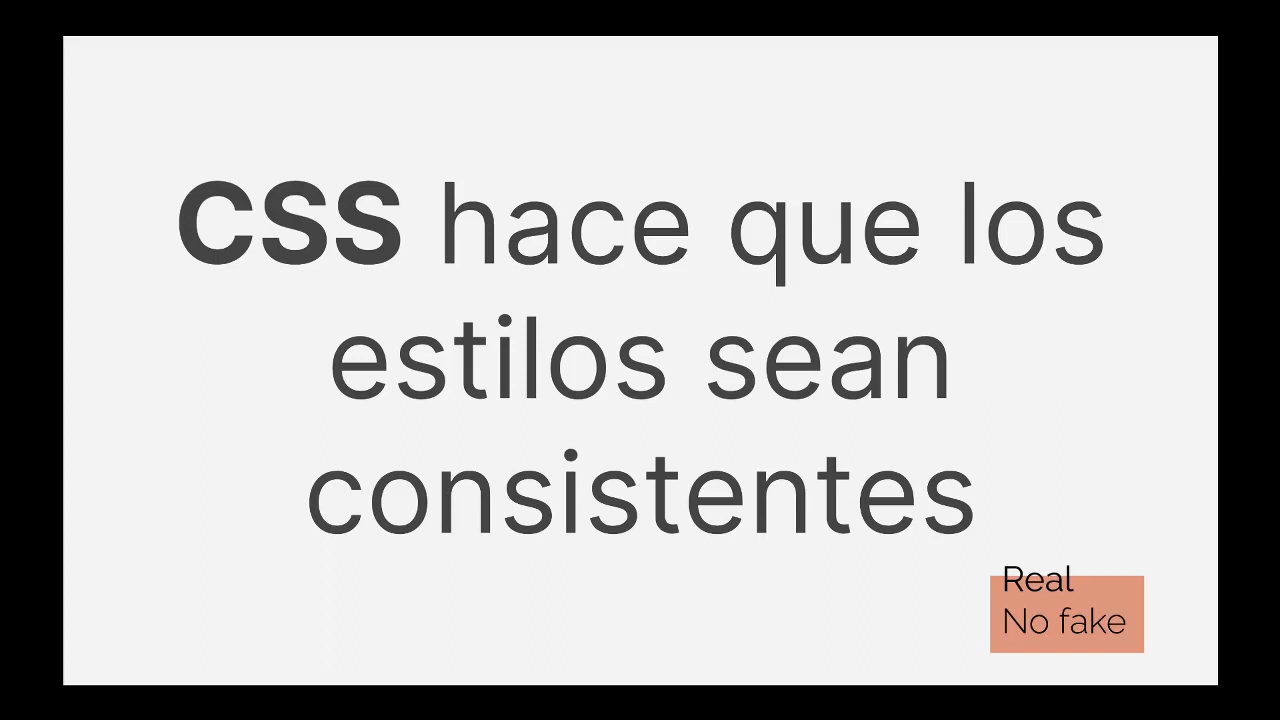 CSS hace que los
estilos sean
consistentes
Real
No fake